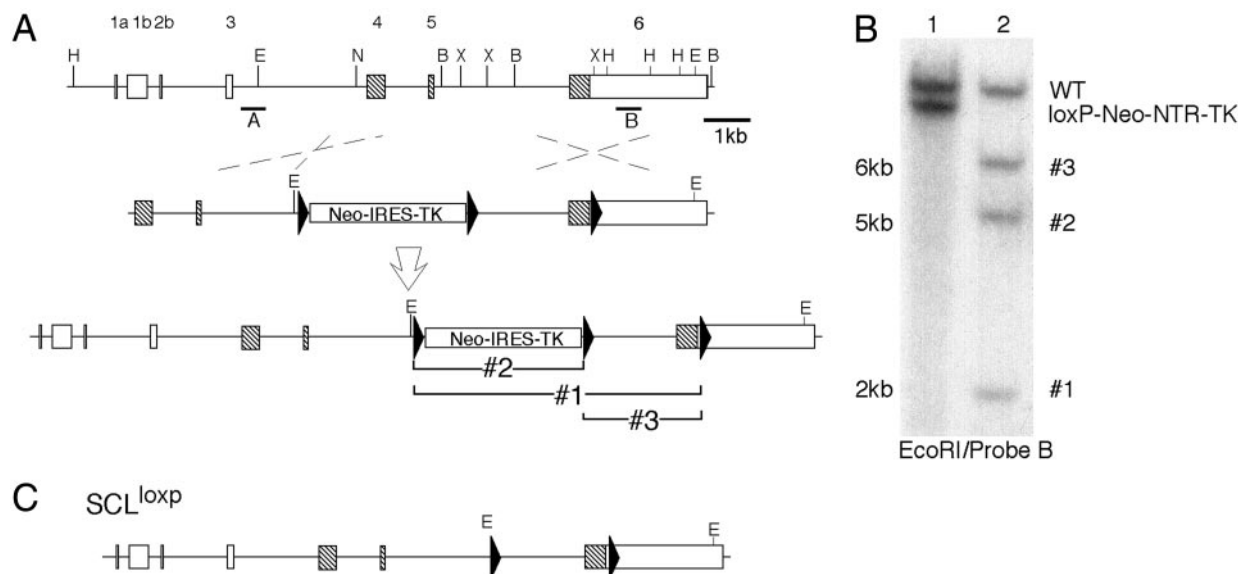 A
1a 1b 2b 3 4 5 6
H E N B X X B X H H H E B
A B
1kb
E E
Neo-IRES-TK
E E
Neo-IRES-TK
#2
#1
#3
B
1 2
WT
loxP-Neo-NTR-TK
6kb #3
5kb #2
2kb #1
EcoRI/Probe B
C
SCL^loxp
E E